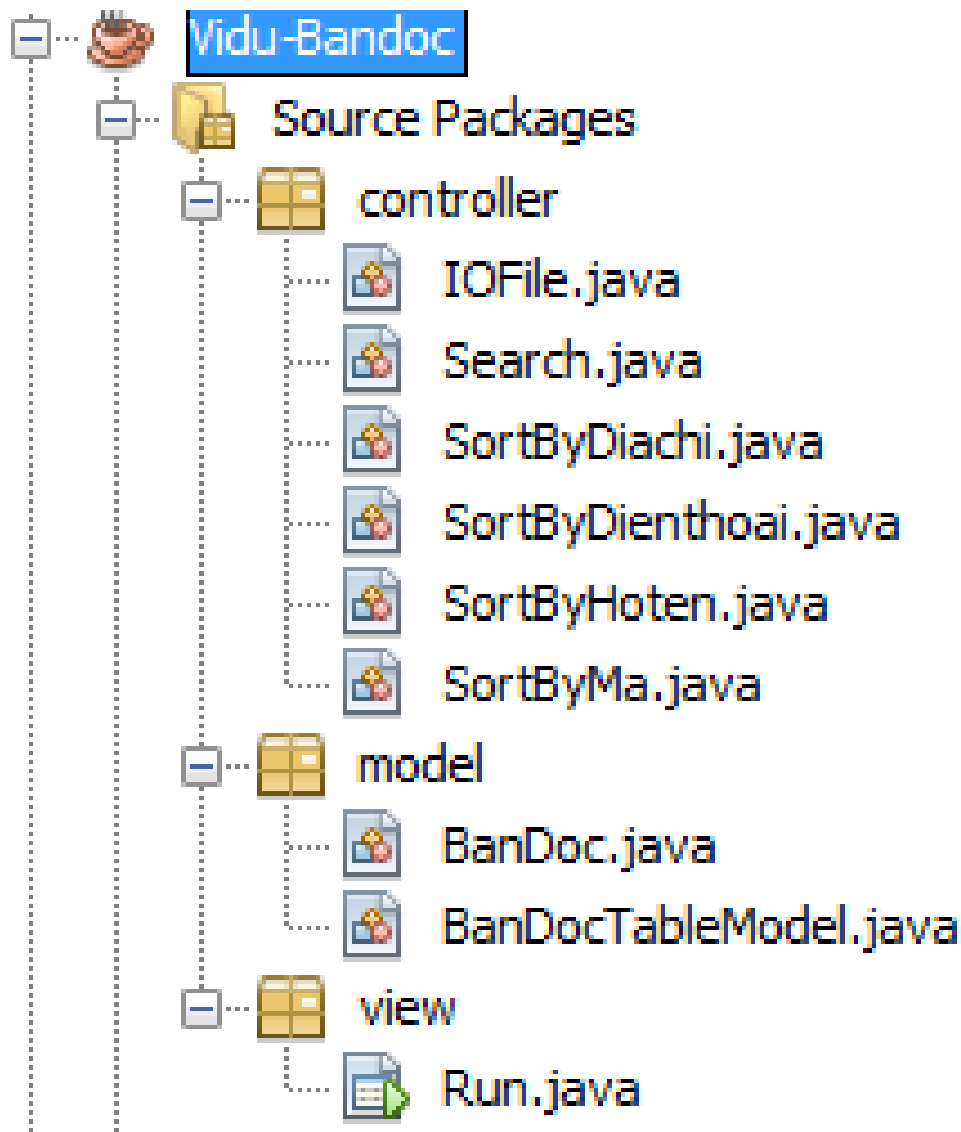 Vidu-Bandoc
Source Packages
controller
IOFile.java
Search.java
SortByDiachi.java
SortByDienthoai.java
SortByHoten.java
SortByMa.java
model
BanDoc.java
BanDocTableModel.java
view
Run.java